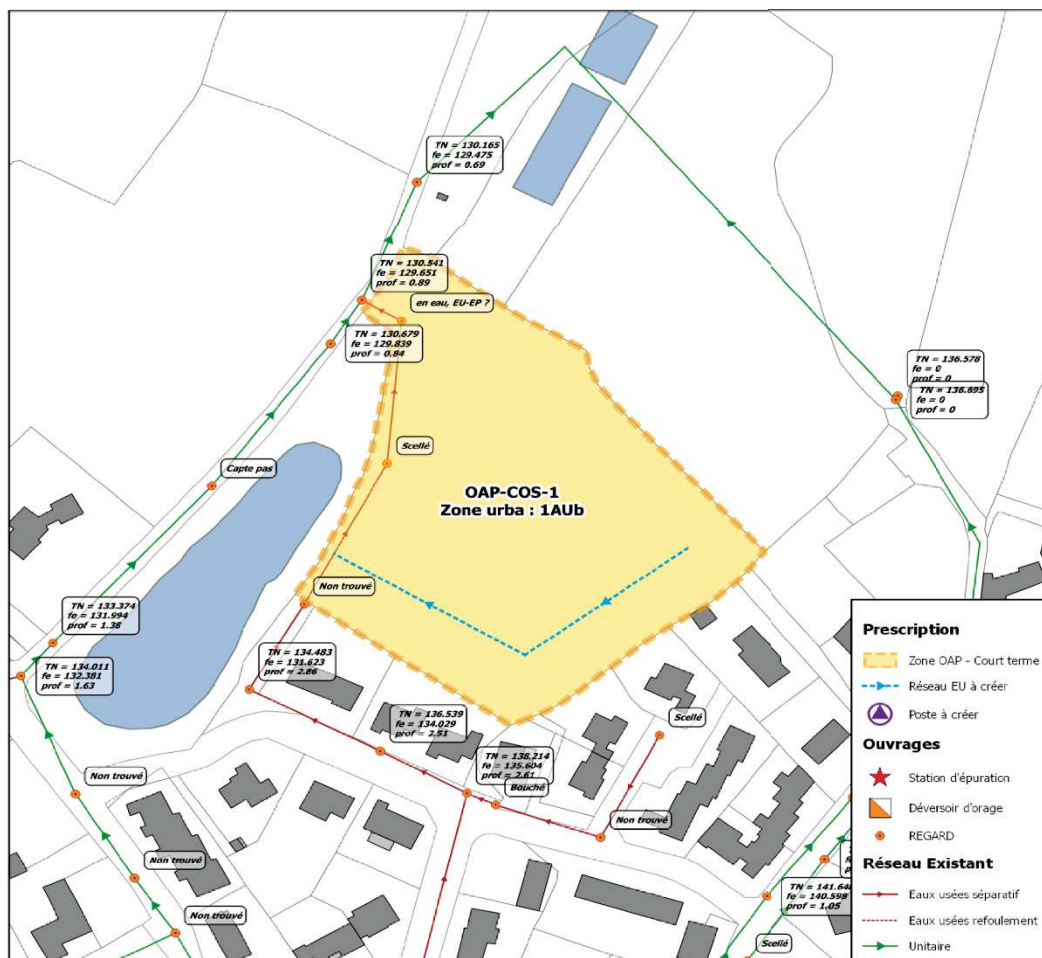 TN = 130.165
fe = 129.475
prof = 0.69
TN = 130.541
fe = 129.651
prof = 0.89
en eau, EU-EP ?
TN = 130.679
fe = 129.839
prof = 0.84
TN = 136.578
fe = 0
prof = 0
TN = 136.895
fe = 0
prof = 0
Scellé
Capte pas
OAP-COS-1
Zone urba : 1AUb
Non trouvé
TN = 133.374
fe = 131.994
prof = 1.38
TN = 134.011
fe = 132.381
prof = 1.63
TN = 134.483
fe = 131.623
prof = 2.86
TN = 136.539
fe = 134.029
prof = 2.51
Scellé
TN = 138.214
fe = 135.604
prof = 2.61
Bouché
Non trouvé
Non trouvé
Non trouvé
Non trouvé
TN = 141.648
fe = 140.598
prof = 1.05
Scellé
Prescription
Zone OAP - Court terme
Réseau EU à créer
Poste à créer
Ouvrages
Station d'épuration
Déversoir d'orage
REGARD
Réseau Existant
Eaux usées séparatif
Eaux usées refoulement
Unitaire